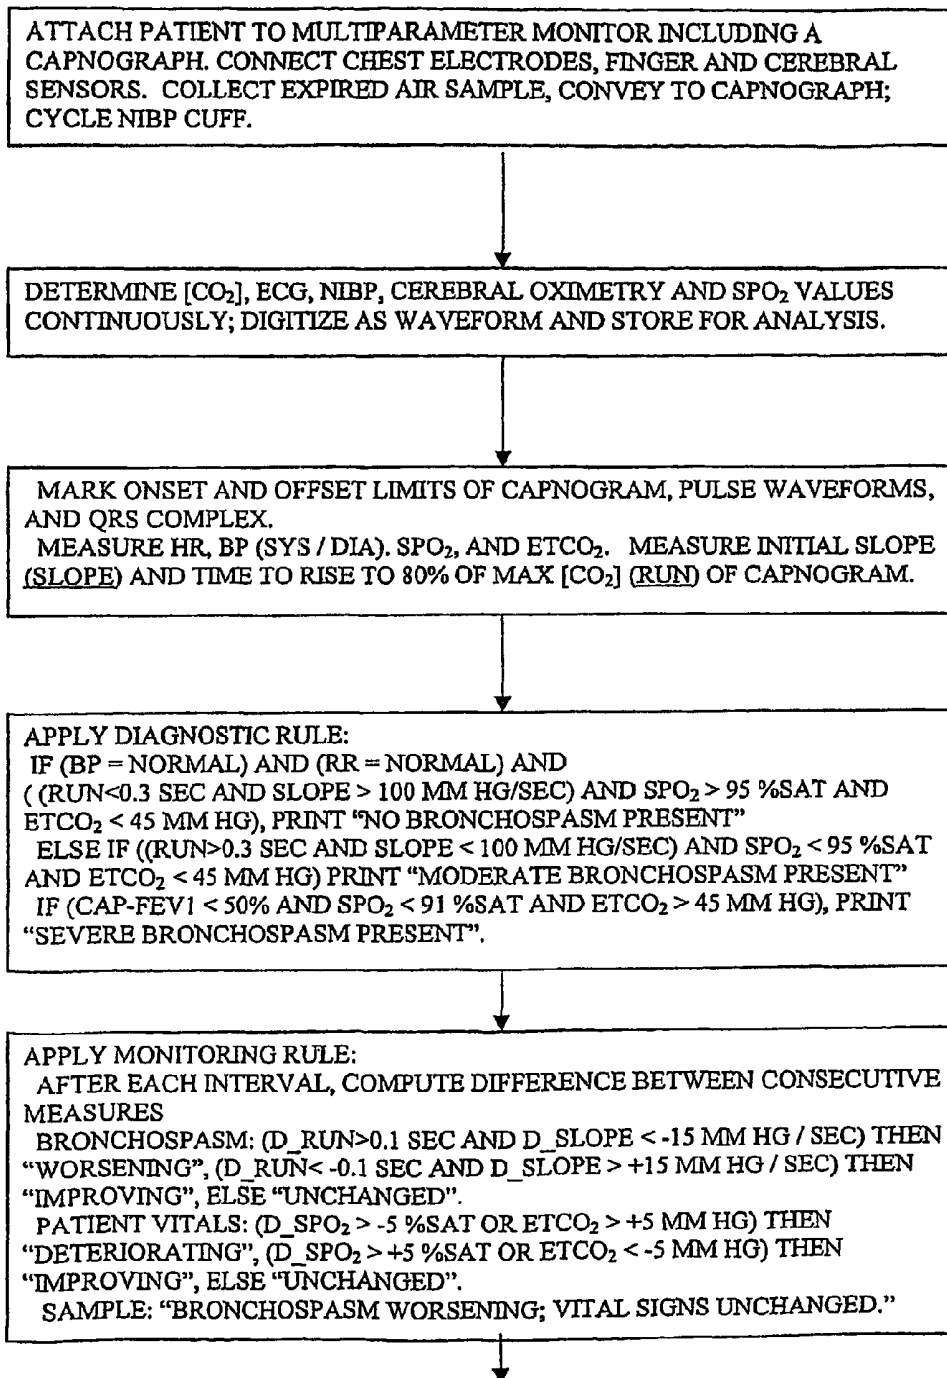 ATTACH PATIENT TO MULTIPARAMETER MONITOR INCLUDING A
CAPNOGRAPH. CONNECT CHEST ELECTRODES, FINGER AND CEREBRAL
SENSORS. COLLECT EXPIRED AIR SAMPLE, CONVEY TO CAPNOGRAPH;
CYCLE NIBP CUFF.
DETERMINE [CO₂], ECG, NIBP, CEREBRAL OXIMETRY AND SPO₂ VALUES
CONTINUOUSLY; DIGITIZE AS WAVEFORM AND STORE FOR ANALYSIS.
MARK ONSET AND OFFSET LIMITS OF CAPNOGRAM, PULSE WAVEFORMS,
AND QRS COMPLEX.
MEASURE HR, BP (SYS / DIA). SPO₂, AND ETCO₂. MEASURE INITIAL SLOPE
(SLOPE) AND TIME TO RISE TO 80% OF MAX [CO₂] (RUN) OF CAPNOGRAM.
APPLY DIAGNOSTIC RULE:
IF (BP = NORMAL) AND (RR = NORMAL) AND
( (RUN<0.3 SEC AND SLOPE > 100 MM HG/SEC) AND SPO₂ > 95 %SAT AND
ETCO₂ < 45 MM HG), PRINT "NO BRONCHOSPASM PRESENT"
ELSE IF ((RUN>0.3 SEC AND SLOPE < 100 MM HG/SEC) AND SPO₂ < 95 %SAT
AND ETCO₂ < 45 MM HG) PRINT "MODERATE BRONCHOSPASM PRESENT"
IF (CAP-FEV1 < 50% AND SPO₂ < 91 %SAT AND ETCO₂ > 45 MM HG), PRINT
"SEVERE BRONCHOSPASM PRESENT".
APPLY MONITORING RULE:
AFTER EACH INTERVAL, COMPUTE DIFFERENCE BETWEEN CONSECUTIVE
MEASURES
BRONCHOSPASM: (D_RUN>0.1 SEC AND D_SLOPE < -15 MM HG / SEC) THEN
"WORSENING", (D_RUN< -0.1 SEC AND D_SLOPE > +15 MM HG / SEC) THEN
"IMPROVING", ELSE "UNCHANGED".
PATIENT VITALS: (D_SPO₂ > -5 %SAT OR ETCO₂ > +5 MM HG) THEN
"DETERIORATING", (D_SPO₂ > +5 %SAT OR ETCO₂ < -5 MM HG) THEN
"IMPROVING", ELSE "UNCHANGED".
SAMPLE: "BRONCHOSPASM WORSENING; VITAL SIGNS UNCHANGED."